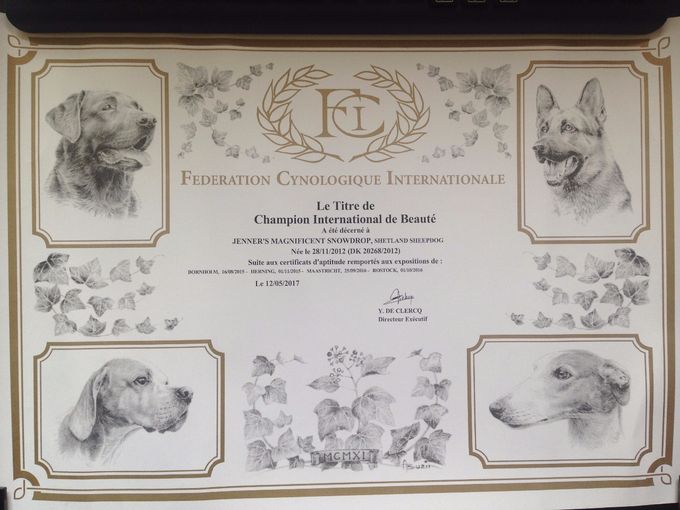 FCI
FEDERATION CYNOLOGIQUE INTERNATIONALE
Le Titre de
Champion International de Beauté
A été décerné à
JENNER'S MAGNIFICENT SNOWDROP, SHETLAND SHEEPDOG
Née le 28/11/2012 (DK 20268/2012)
Suite aux certificats d'aptitude remportés aux expositions de :
BORNHOLM, 16/08/2015 - HERNING, 01/11/2015 - MAASTRICHT, 25/09/2016 - ROSTOCK, 01/10/2016
Le 12/05/2017
Y. DE CLERCQ
Directeur Exécutif
MCMXI